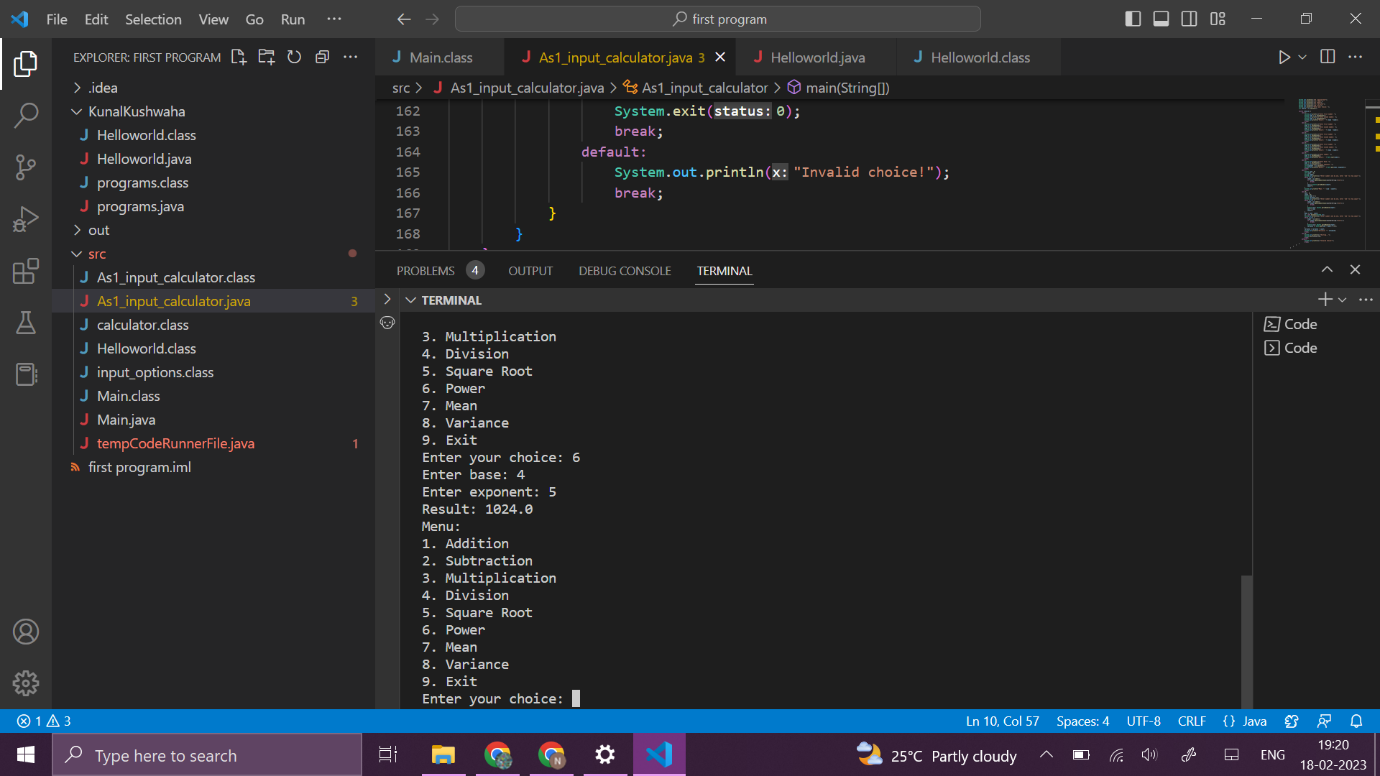 File Edit Selection View Go Run ··· first program
EXPLORER: FIRST PROGRAM
.idea
KunalKushwaha
J Helloworld.class
J Helloworld.java
J programs.class
J programs.java
out
src
J As1_input_calculator.class
J As1_input_calculator.java 3
J calculator.class
J Helloworld.class
J input_options.class
J Main.class
J Main.java
J tempCodeRunnerFile.java 1
first program.iml
J Main.class J As1_input_calculator.java 3 J Helloworld.java J Helloworld.class
src > J As1_input_calculator.java > As1_input_calculator > main(String[])
162 System.exit(status: 0);
163 break;
164 default:
165 System.out.println(x: "Invalid choice!");
166 break;
167 }
168 }
PROBLEMS 4 OUTPUT DEBUG CONSOLE TERMINAL
TERMINAL
3. Multiplication
4. Division
5. Square Root
6. Power
7. Mean
8. Variance
9. Exit
Enter your choice: 6
Enter base: 4
Enter exponent: 5
Result: 1024.0
Menu:
1. Addition
2. Subtraction
3. Multiplication
4. Division
5. Square Root
6. Power
7. Mean
8. Variance
9. Exit
Enter your choice:
Code
Code
1 3 Ln 10, Col 57 Spaces: 4 UTF-8 CRLF {} Java
Type here to search N 25°C Partly cloudy ENG 19:20
18-02-2023